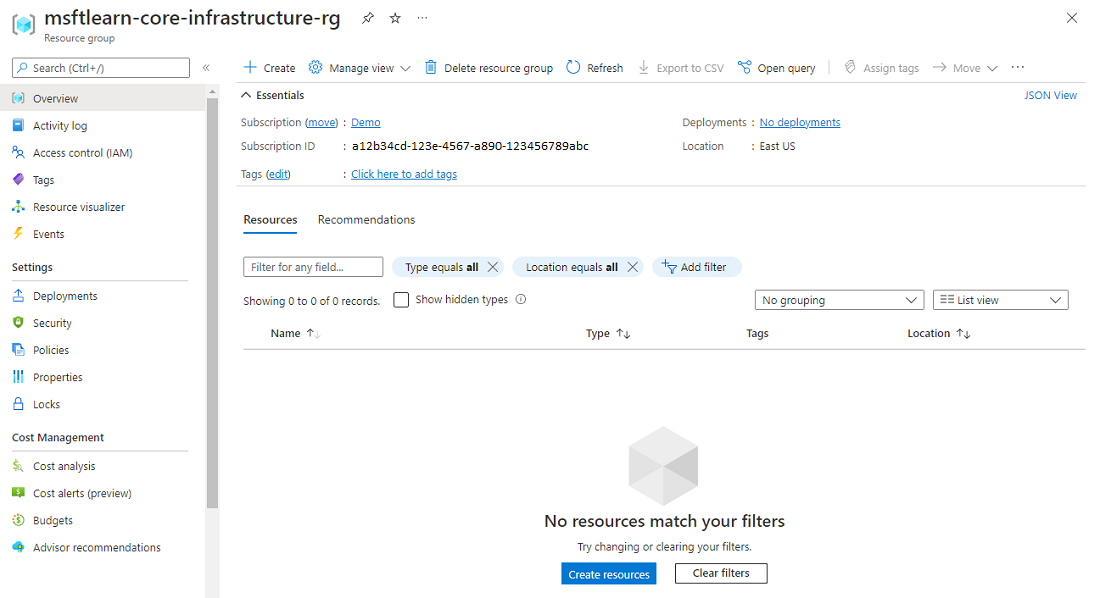 msftlearn-core-infrastructure-rg
Resource group
Search (Ctrl+/)
Overview
Activity log
Access control (IAM)
Tags
Resource visualizer
Events
Settings
Deployments
Security
Policies
Properties
Locks
Cost Management
Cost analysis
Cost alerts (preview)
Budgets
Advisor recommendations
Create Manage view Delete resource group Refresh Export to CSV Open query Assign tags Move
Essentials JSON View
Subscription (move) : Demo Deployments : No deployments
Subscription ID : a12b34cd-123e-4567-a890-123456789abc Location : East US
Tags (edit) : Click here to add tags
Resources Recommendations
Filter for any field... Type equals all Location equals all Add filter
Showing 0 to 0 of 0 records. Show hidden types No grouping List view
Name Type Tags Location
No resources match your filters
Try changing or clearing your filters.
Create resources Clear filters